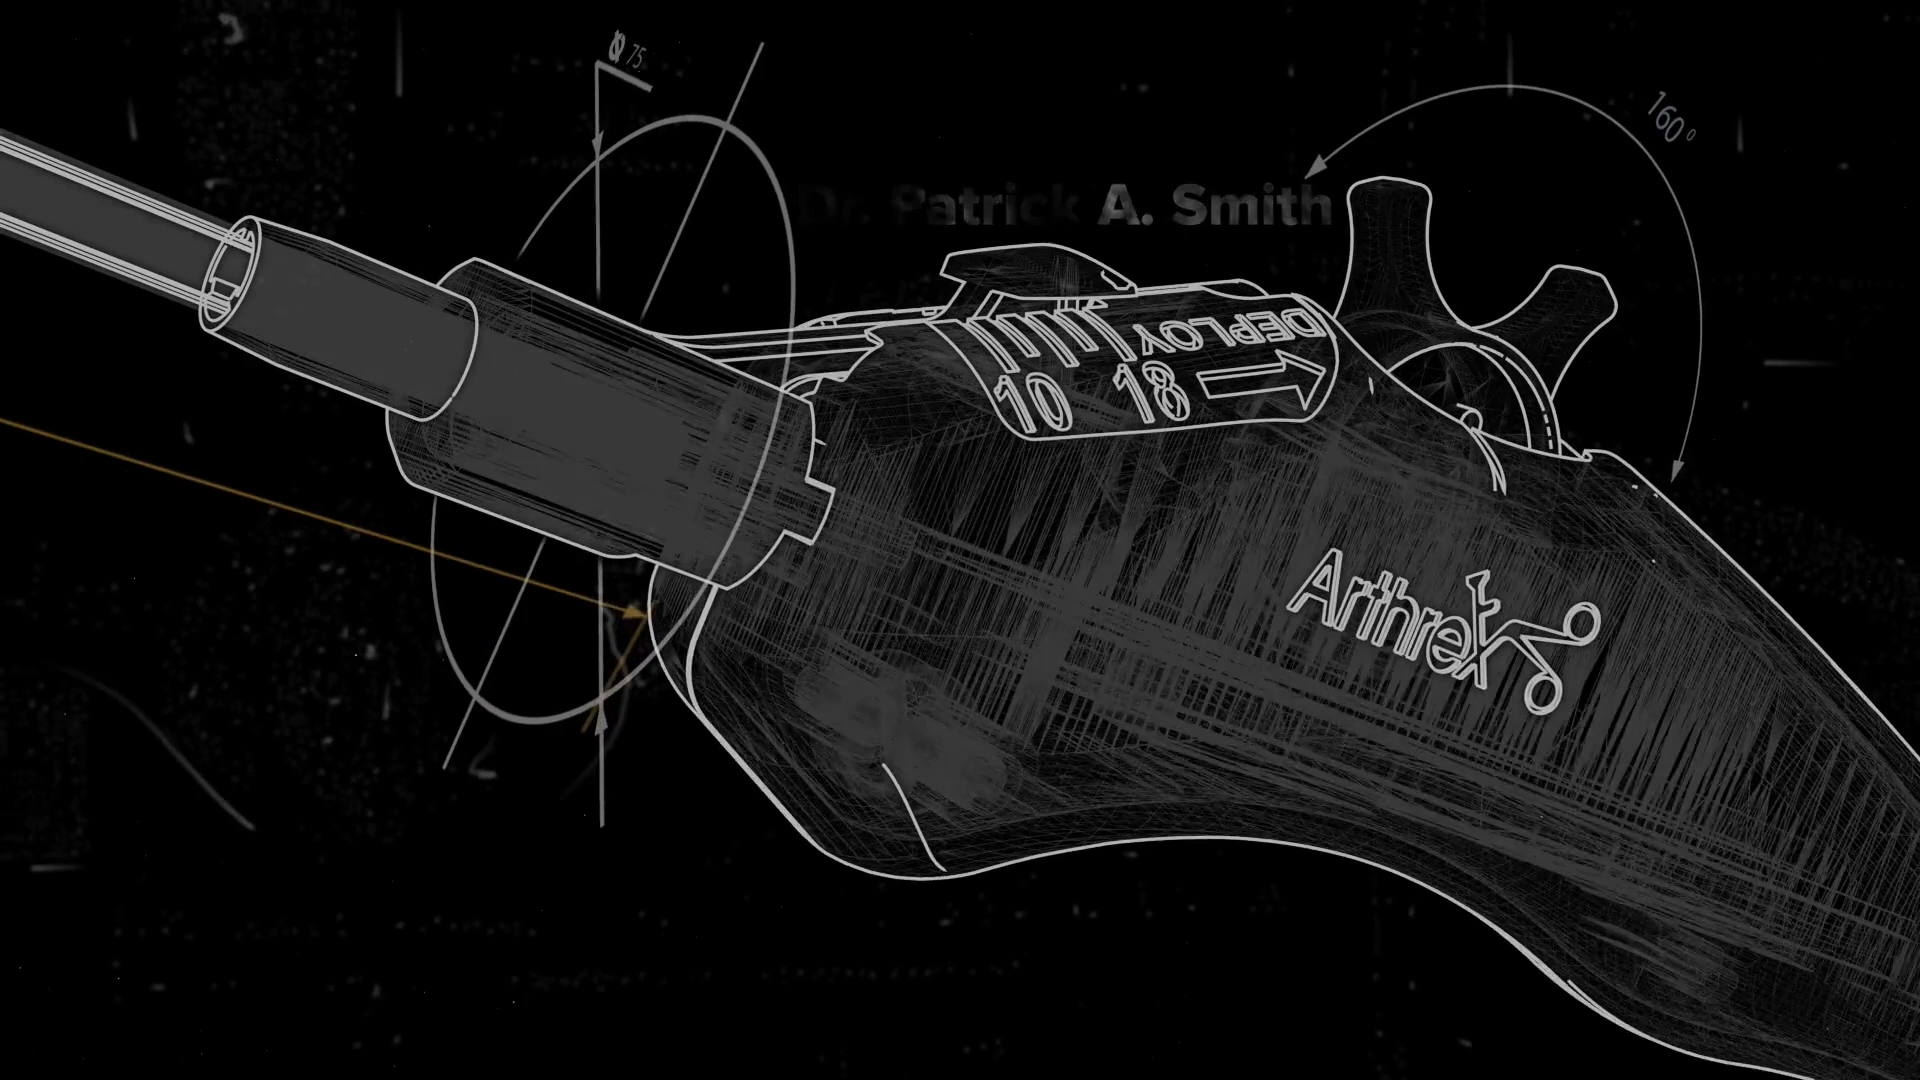 Ø 75
160°
Dr. Patrick A. Smith
DEPLOY
10 18
Arthrex